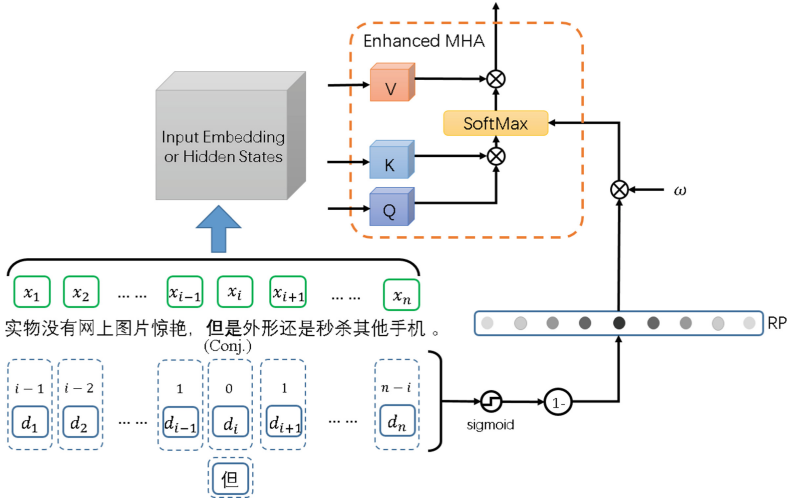 Enhanced MHA
V
SoftMax
Input Embedding
or Hidden States
K
Q
ω
x₁ x₂ … … xᵢ₋₁ xᵢ xᵢ₊₁ … … xₙ
实物没有网上图片惊艳，但是外形还是秒杀其他手机 。
(Conj.)
RP
i − 1 i − 2 1 0 1 n − i
d₁ d₂ … … dᵢ₋₁ dᵢ dᵢ₊₁ … … dₙ
1-
sigmoid
但